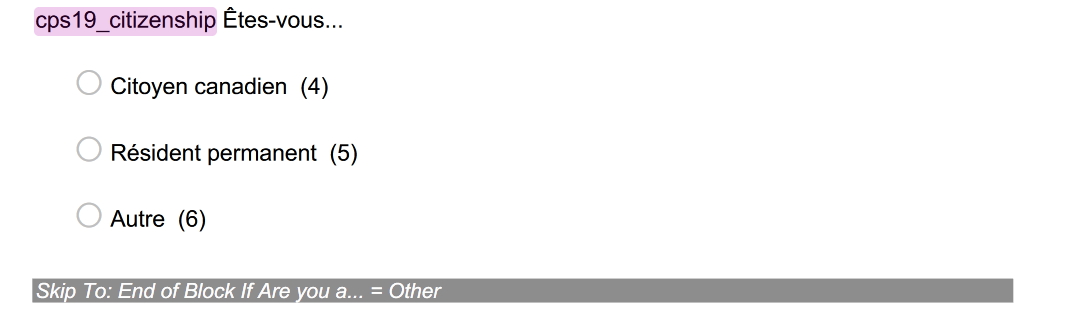 cps19_citizenship Êtes-vous...
Citoyen canadien (4)
Résident permanent (5)
Autre (6)
Skip To: End of Block If Are you a... = Other